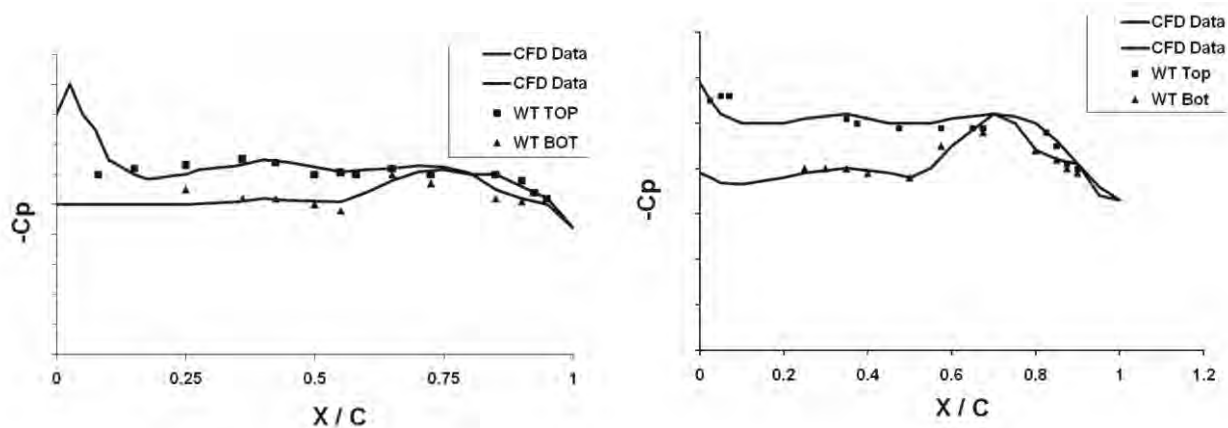 CFD Data
CFD Data
WT TOP
WT BOT
-Cp
0
0.25
0.5
0.75
1
X / C
CFD Data
CFD Data
WT Top
WT Bot
-Cp
0
0.2
0.4
0.6
0.8
1
1.2
X / C